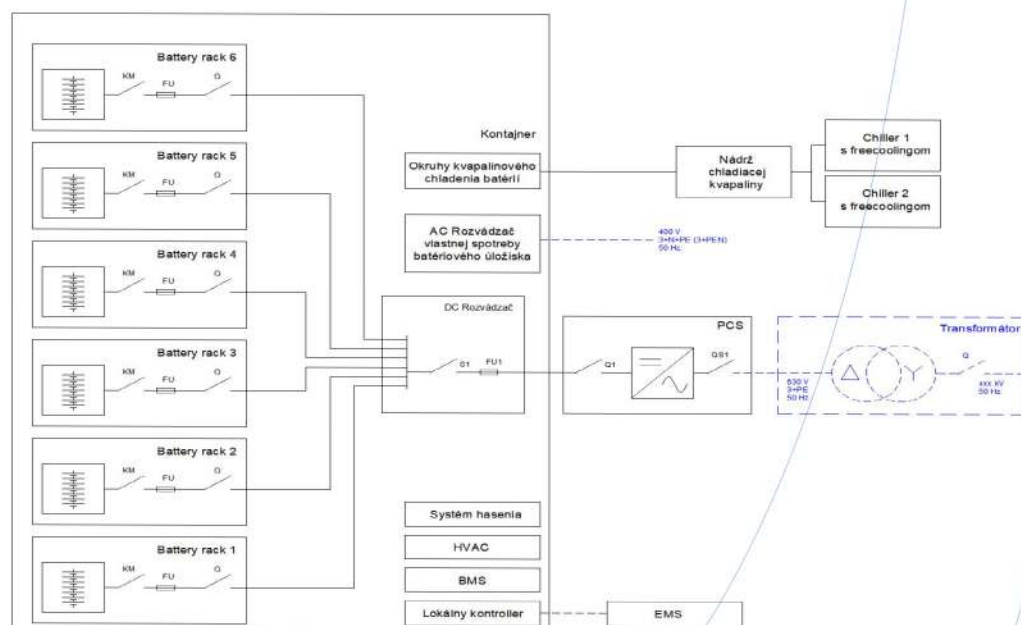 Battery rack 6
KM
FU
Q
Battery rack 5
KM
FU
Q
Battery rack 4
KM
FU
Q
Battery rack 3
KM
FU
Q
Battery rack 2
KM
FU
Q
Battery rack 1
KM
FU
Q
Kontajner
Okruhy kvapalinového
chladenia batérií
AC Rozvádzač
vlastnej spotreby
batériového úložiska
400 V
3+N+PE (3+PEN)
50 Hz
Nádrž
chladiacej
kvapaliny
Chiller 1
s freecoolingom
Chiller 2
s freecoolingom
DC Rozvádzač
S1
FU1
PCS
Q1
QS1
Transformátor
630 V
3+PE
50 Hz
Q
xxx kV
50 Hz
Systém hasenia
HVAC
BMS
Lokálny kontroller
EMS